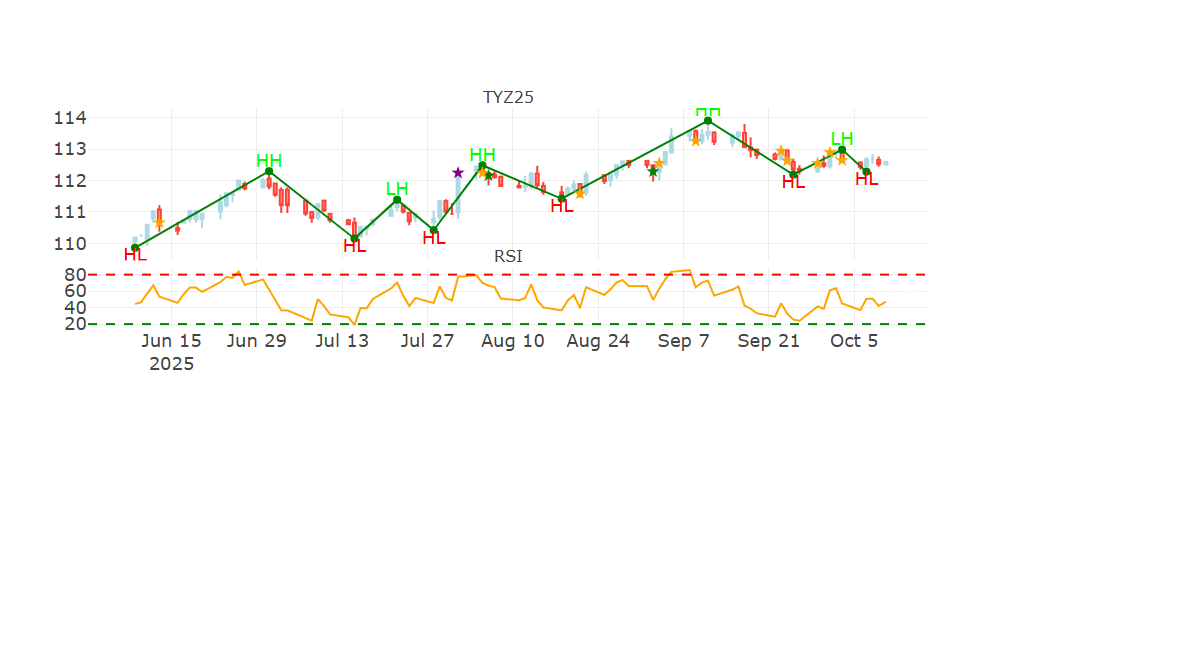 TYZ25
114
113
112
111
110
HL
HH
HL
LH
HL
HH
HL
HH
HL
LH
HL
RSI
80
60
40
20
Jun 15
2025
Jun 29
Jul 13
Jul 27
Aug 10
Aug 24
Sep 7
Sep 21
Oct 5